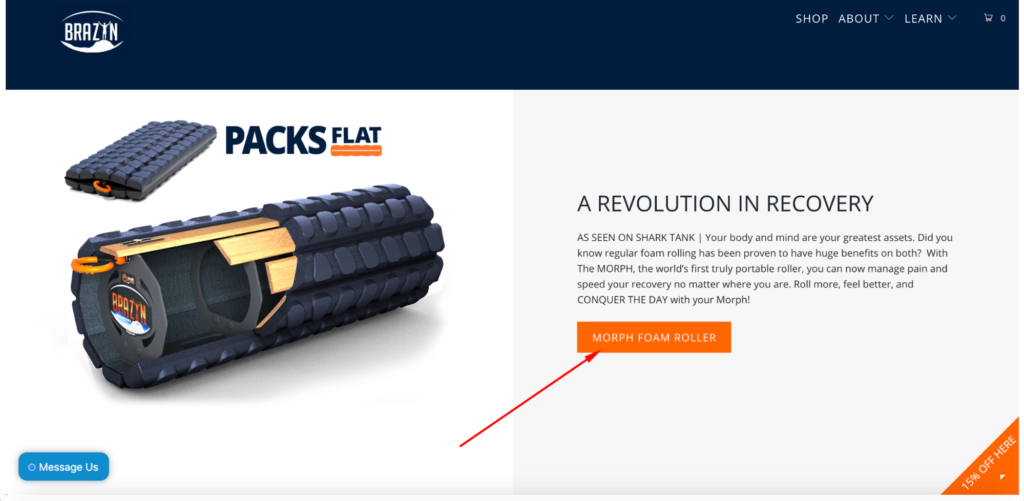 BRAZYN
SHOP ABOUT LEARN 0
PACKS FLAT
BRAZYN
A REVOLUTION IN RECOVERY
AS SEEN ON SHARK TANK | Your body and mind are your greatest assets. Did you
know regular foam rolling has been proven to have huge benefits on both? With
The MORPH, the world's first truly portable roller, you can now manage pain and
speed your recovery no matter where you are. Roll more, feel better, and
CONQUER THE DAY with your Morph!
MORPH FOAM ROLLER
Message Us
15% OFF HERE